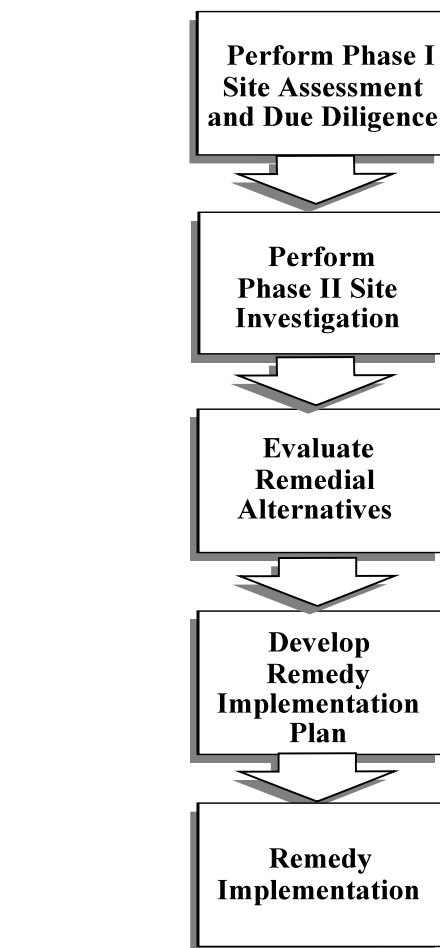 Perform Phase I
Site Assessment
and Due Diligence
Perform
Phase II Site
Investigation
Evaluate
Remedial
Alternatives
Develop
Remedy
Implementation
Plan
Remedy
Implementation